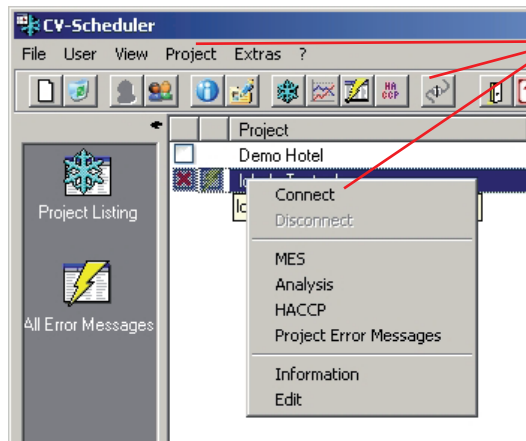 CV-Scheduler
File User View Project Extras ?
HA
CCP
Project
Demo Hotel
Project Listing
All Error Messages
Connect
Disconnect
MES
Analysis
HACCP
Project Error Messages
Information
Edit